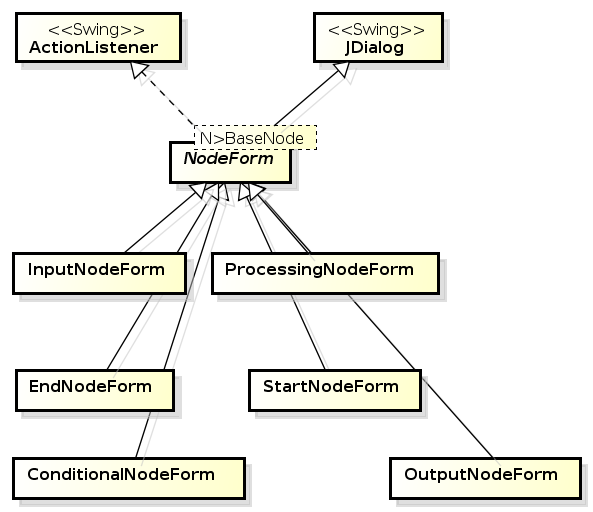 <<Swing>>
ActionListener
<<Swing>>
JDialog
N>BaseNode
NodeForm
InputNodeForm
ProcessingNodeForm
EndNodeForm
StartNodeForm
ConditionalNodeForm
OutputNodeForm